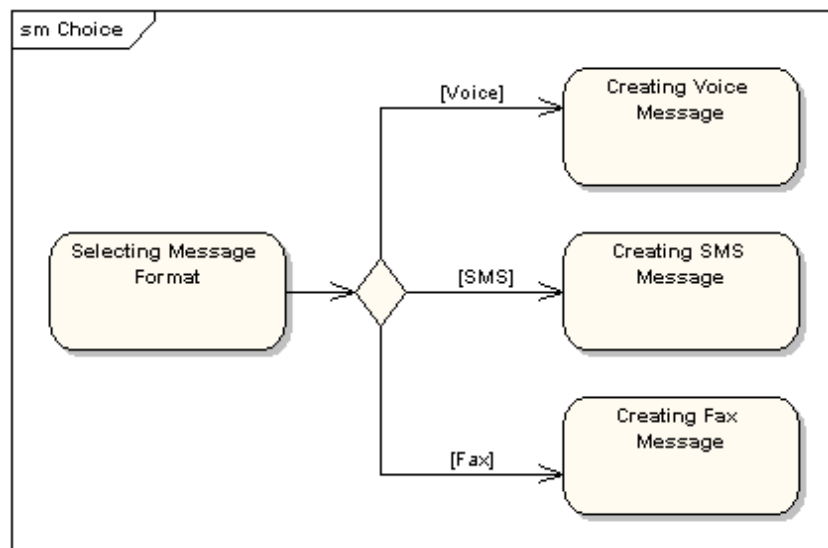 sm Choice
[Voice]
Creating Voice
Message
Selecting Message
Format
[SMS]
Creating SMS
Message
[Fax]
Creating Fax
Message